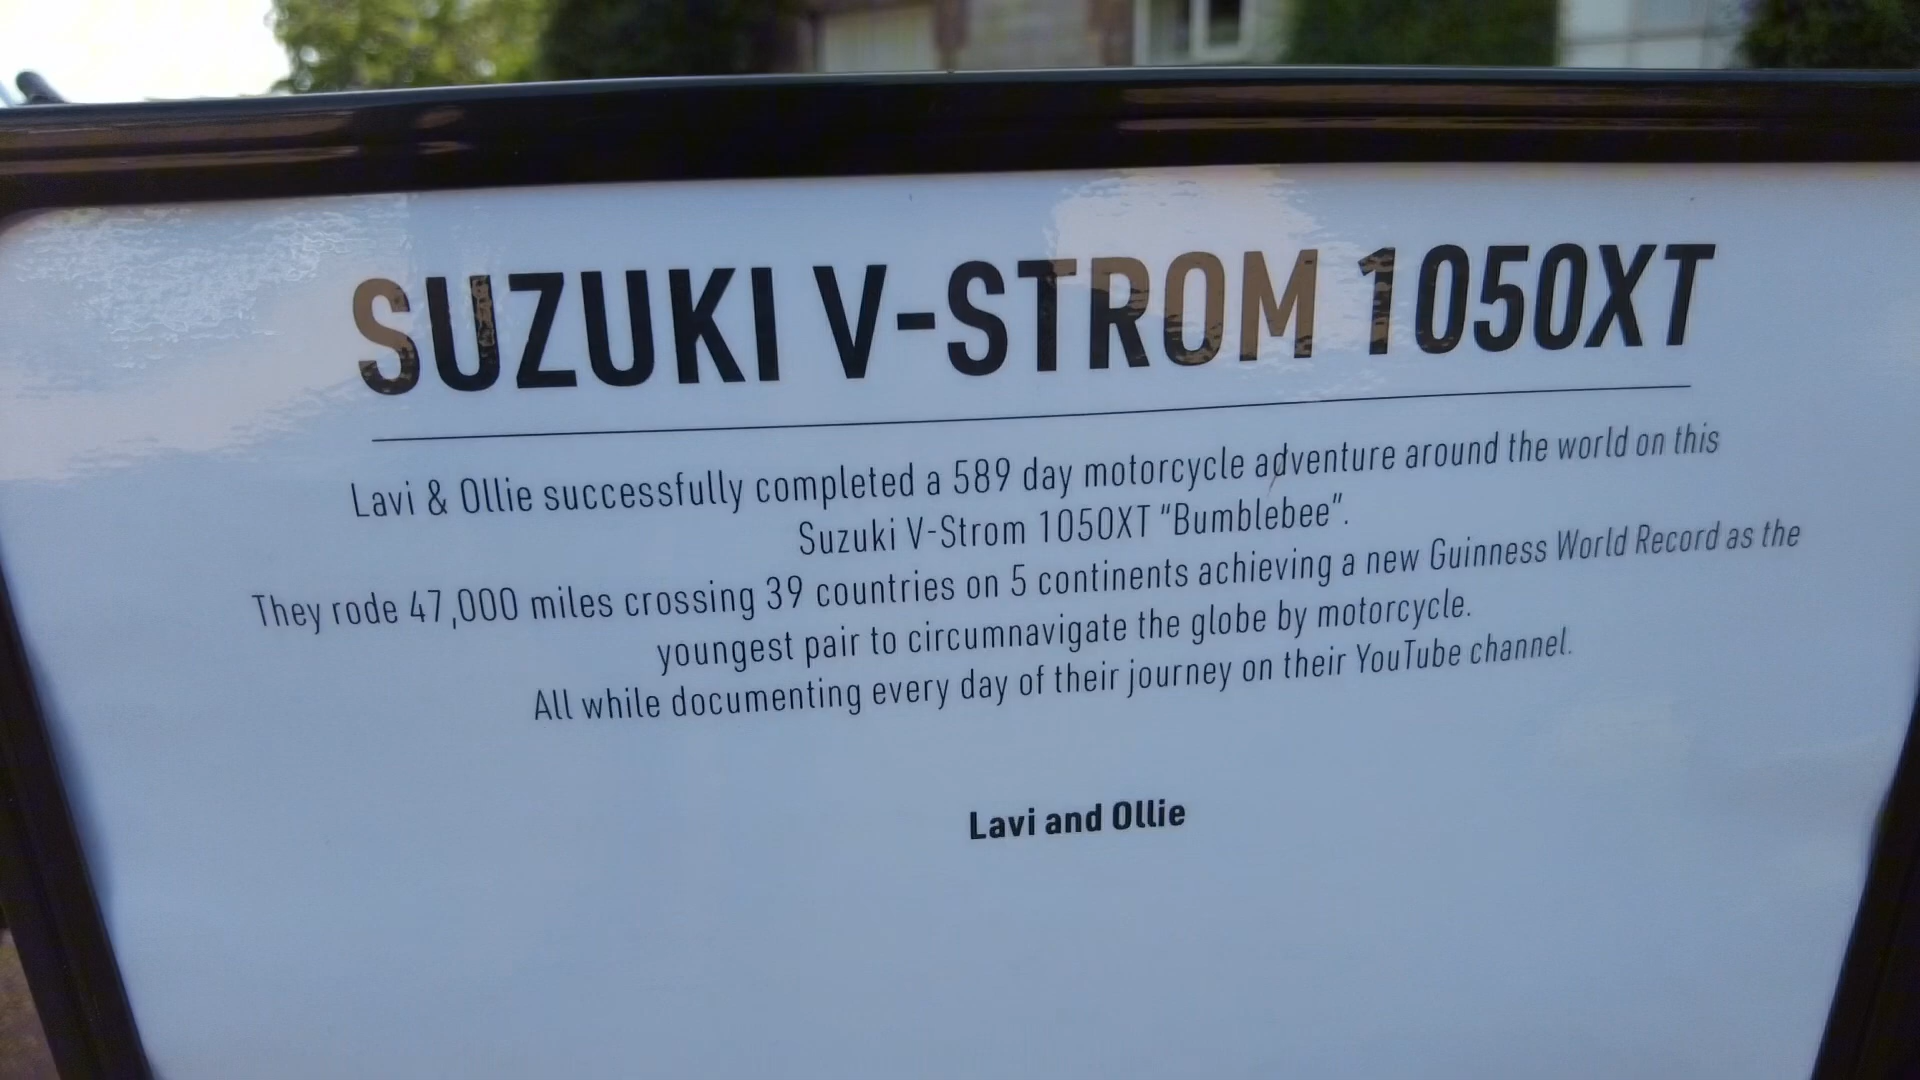 SUZUKI V-STROM 1050XT
Lavi & Ollie successfully completed a 589 day motorcycle adventure around the world on this
Suzuki V-Strom 1050XT “Bumblebee”.
They rode 47,000 miles crossing 39 countries on 5 continents achieving a new Guinness World Record as the
youngest pair to circumnavigate the globe by motorcycle.
All while documenting every day of their journey on their YouTube channel.
Lavi and Ollie